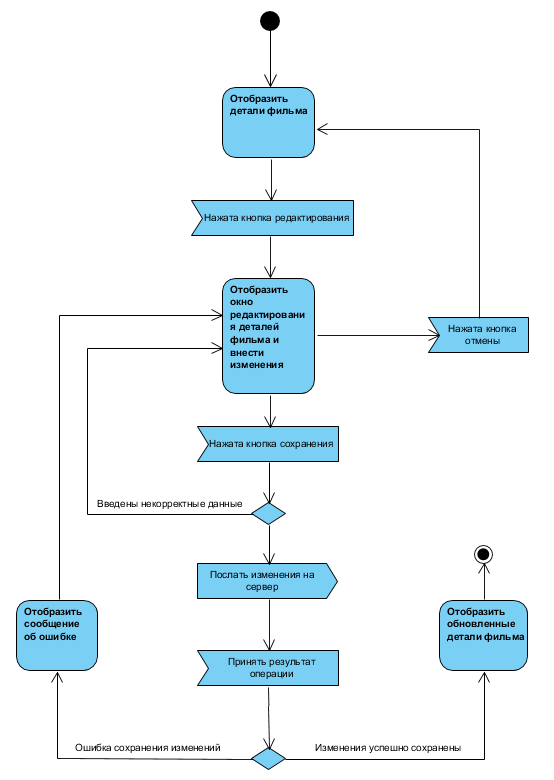 Отобразить
детали фильма
Нажата кнопка редактирования
Отобразить
окно
редактировани
я деталей
фильма и
внести
изменения
Нажата кнопка
отмены
Нажата кнопка сохранения
Введены некорректные данные
Послать изменения на
сервер
Отобразить
сообщение
об ошибке
Отобразить
обновленные
детали фильма
Принять результат
операции
Ошибка сохранения изменений
Изменения успешно сохранены